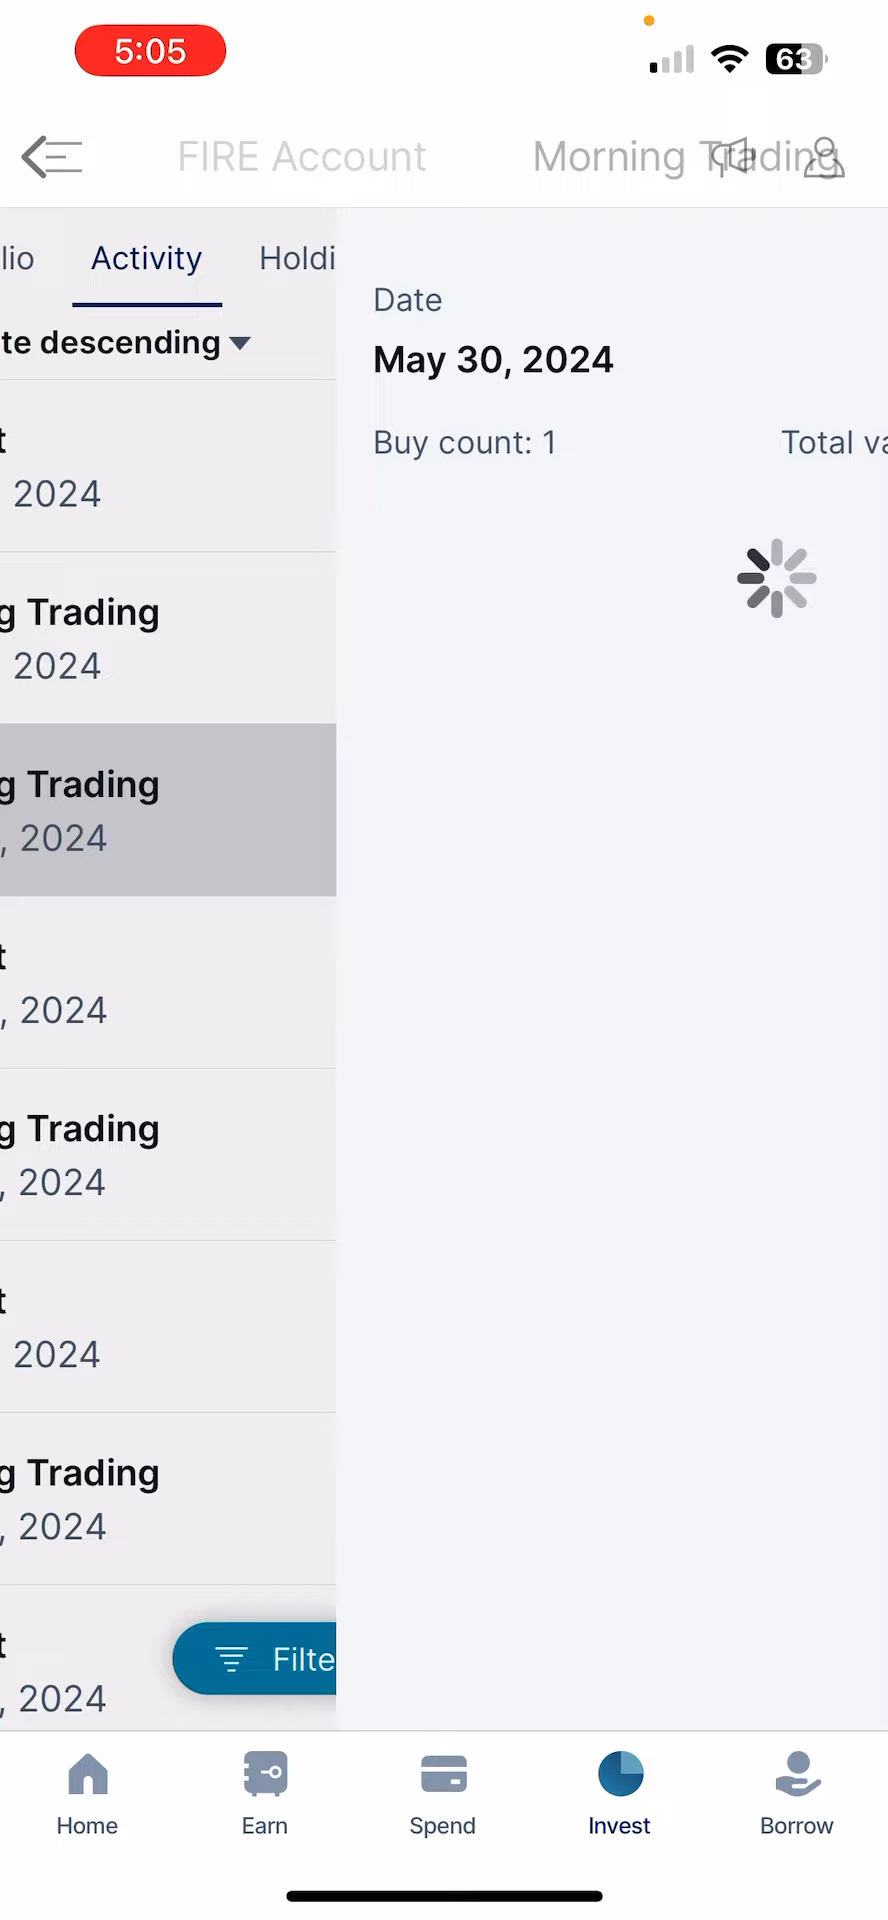 5:05
63
FIRE Account
Morning Trading
lio
Activity
Holdi
te descending
t
2024
g Trading
2024
g Trading
, 2024
t
, 2024
g Trading
, 2024
t
2024
g Trading
, 2024
t
, 2024
Filte
Date
May 30, 2024
Buy count: 1
Total va
Home
Earn
Spend
Invest
Borrow